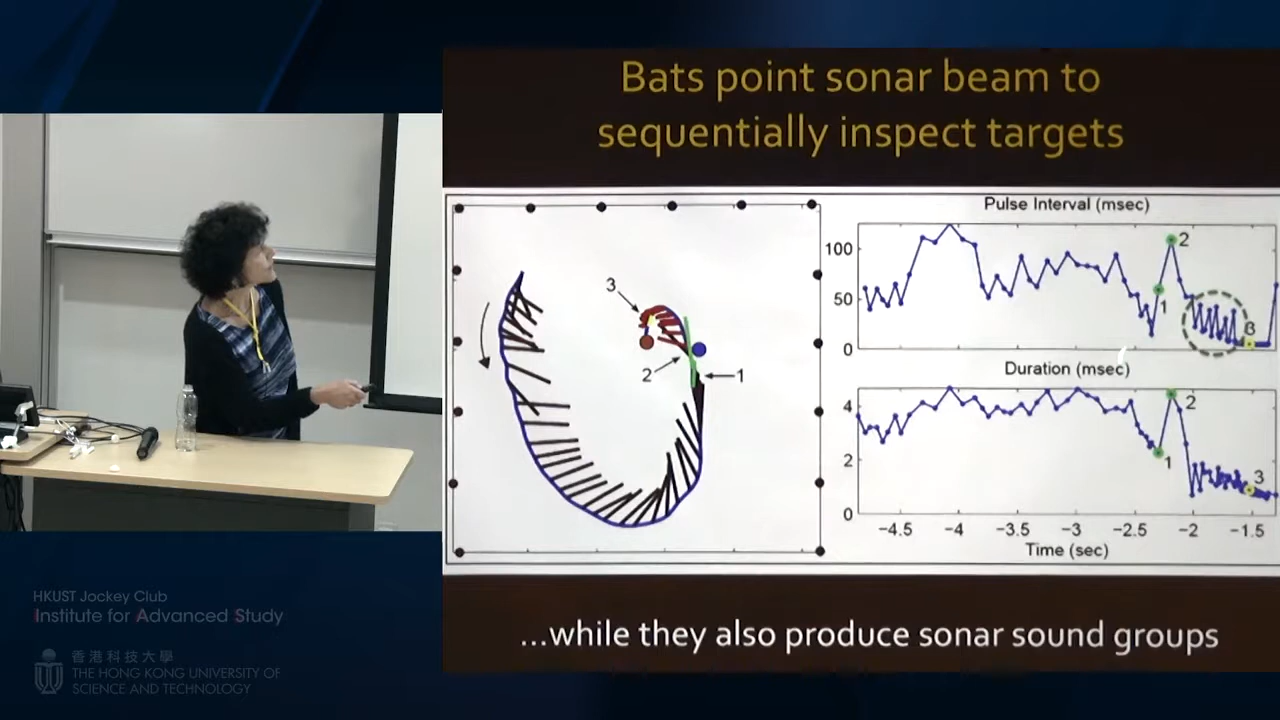 Bats point sonar beam to
sequentially inspect targets
3
2
1
Pulse Interval (msec)
100
50
0
2
1
3
Duration (msec)
4
2
0
2
1
3
−4.5 −4 −3.5 −3 −2.5 −2 −1.5
Time (sec)
...while they also produce sonar sound groups
HKUST Jockey Club
Institute for Advanced Study
香港科技大學
THE HONG KONG UNIVERSITY OF
SCIENCE AND TECHNOLOGY